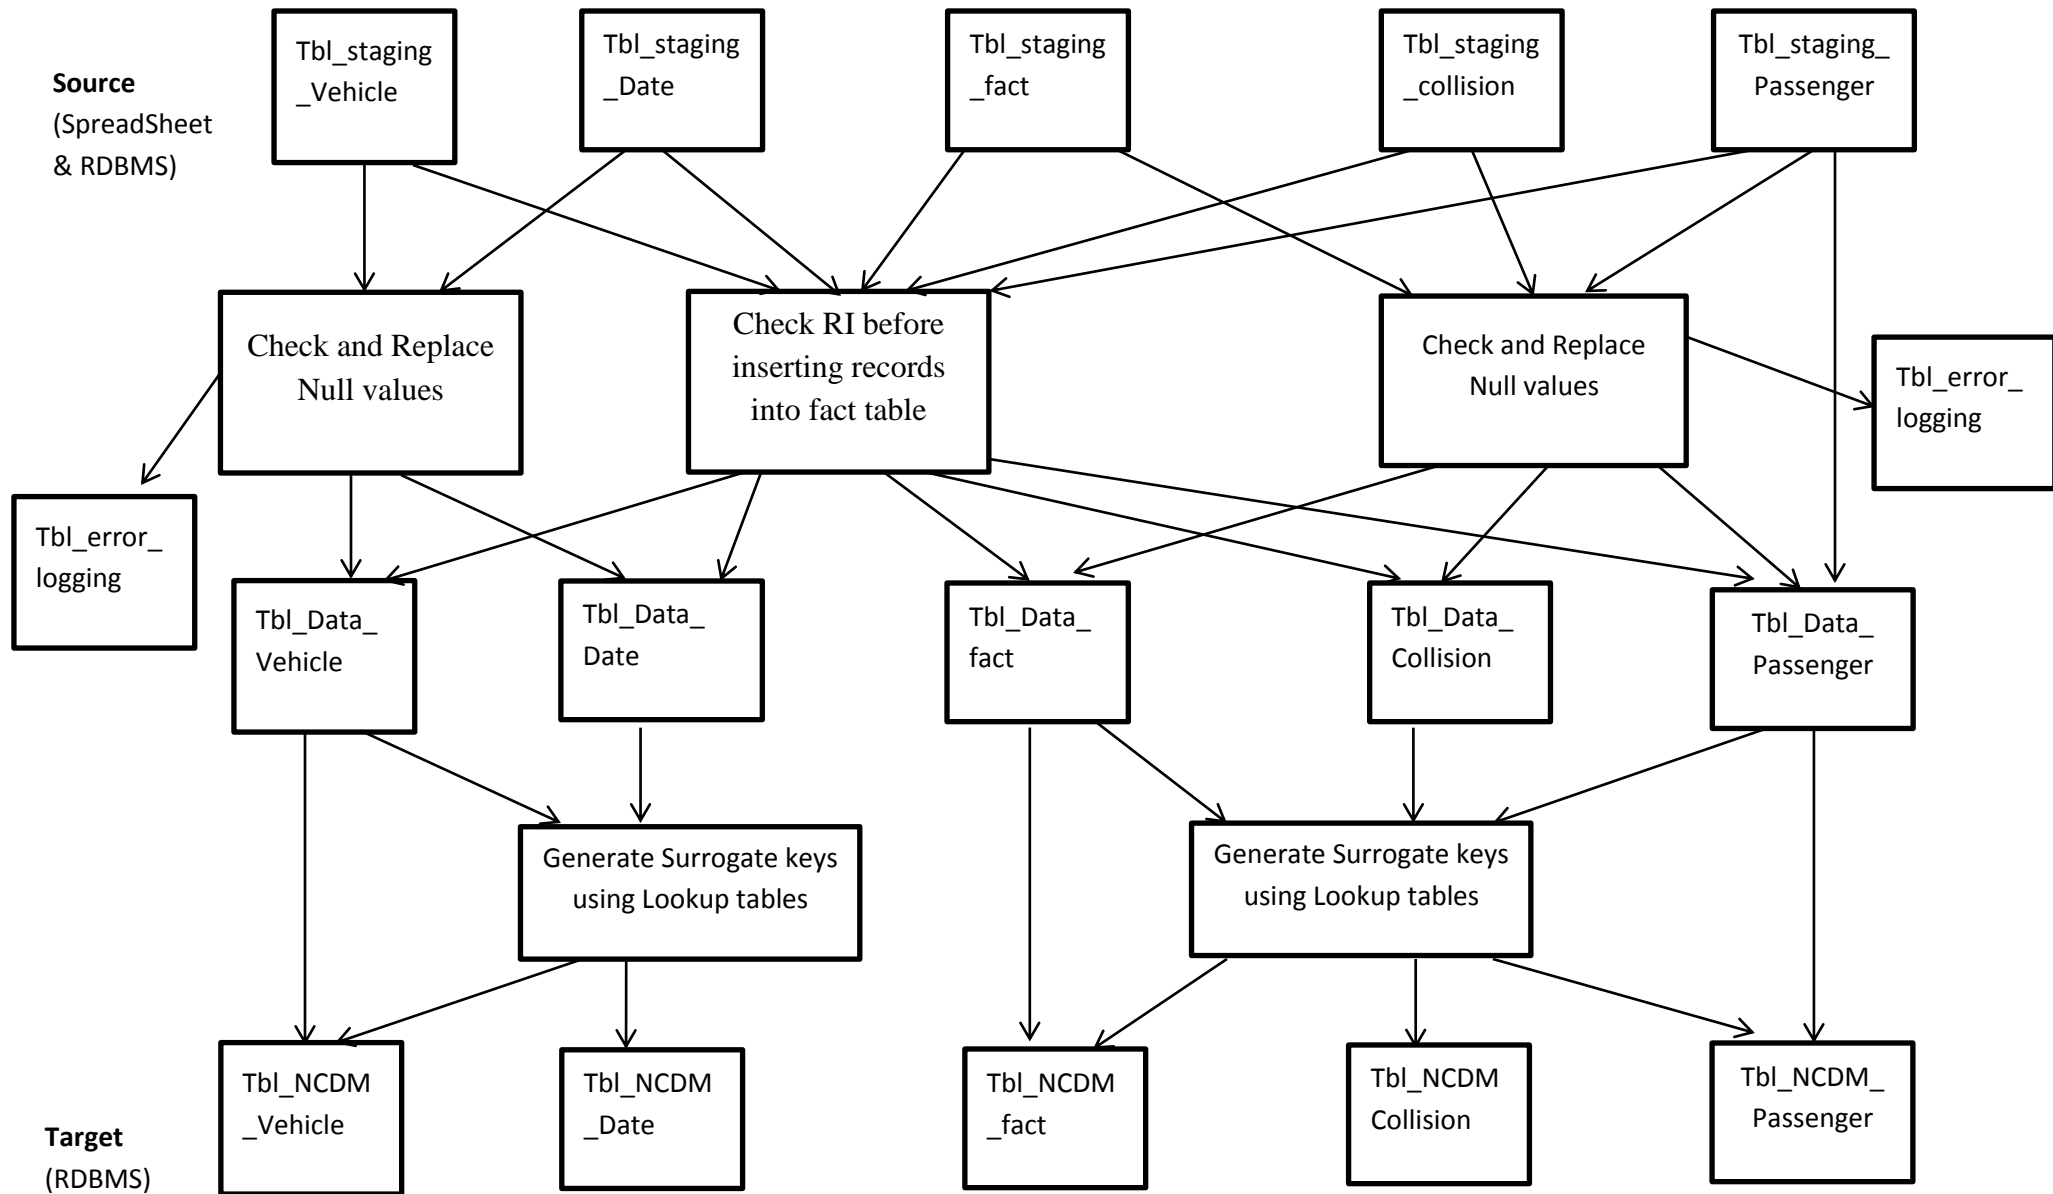 Source
(SpreadSheet
& RDBMS)
Tbl_staging
_Vehicle
Tbl_staging
_Date
Tbl_staging
_fact
Tbl_staging
_collision
Tbl_staging_
Passenger
Check and Replace
Null values
Check RI before
inserting records
into fact table
Check and Replace
Null values
Tbl_error_
logging
Tbl_error_
logging
Tbl_Data_
Vehicle
Tbl_Data_
Date
Tbl_Data_
fact
Tbl_Data_
Collision
Tbl_Data_
Passenger
Generate Surrogate keys
using Lookup tables
Generate Surrogate keys
using Lookup tables
Target
(RDBMS)
Tbl_NCDM
_Vehicle
Tbl_NCDM
_Date
Tbl_NCDM
_fact
Tbl_NCDM
Collision
Tbl_NCDM_
Passenger